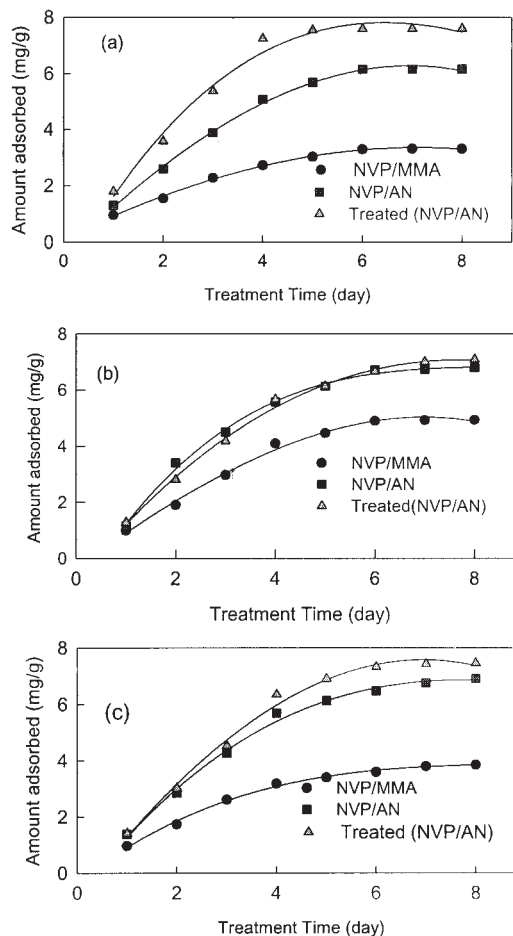 (a)
8
6
4
2
0
Amount adsorbed (mg/g)
NVP/MMA
NVP/AN
Treated (NVP/AN)
0 2 4 6 8
Treatment Time (day)
(b)
8
6
4
2
0
Amount adsorbed (mg/g)
NVP/MMA
NVP/AN
Treated(NVP/AN)
0 2 4 6 8
Treatment Time (day)
(c)
8
6
4
2
0
Amount adsorbed (mg/g)
NVP/MMA
NVP/AN
Treated (NVP/AN)
0 2 4 6 8
Treatment Time (day)